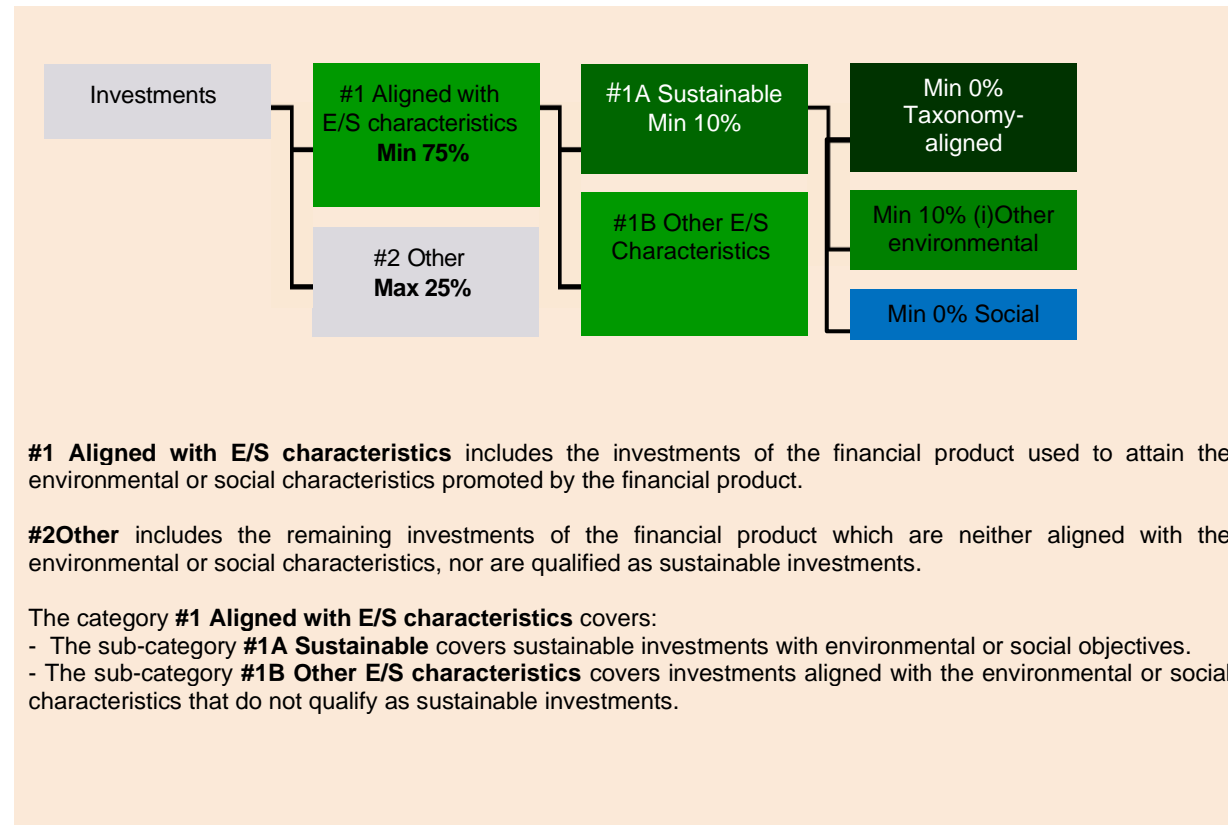 Investments
#1 Aligned with
E/S characteristics
Min 75%
#2 Other
Max 25%
#1A Sustainable
Min 10%
#1B Other E/S
Characteristics
Min 0%
Taxonomy-
aligned
Min 10% (i)Other
environmental
Min 0% Social
#1 Aligned with E/S characteristics includes the investments of the financial product used to attain the
environmental or social characteristics promoted by the financial product.
#2Other includes the remaining investments of the financial product which are neither aligned with the
environmental or social characteristics, nor are qualified as sustainable investments.
The category #1 Aligned with E/S characteristics covers:
- The sub-category #1A Sustainable covers sustainable investments with environmental or social objectives.
- The sub-category #1B Other E/S characteristics covers investments aligned with the environmental or social
characteristics that do not qualify as sustainable investments.